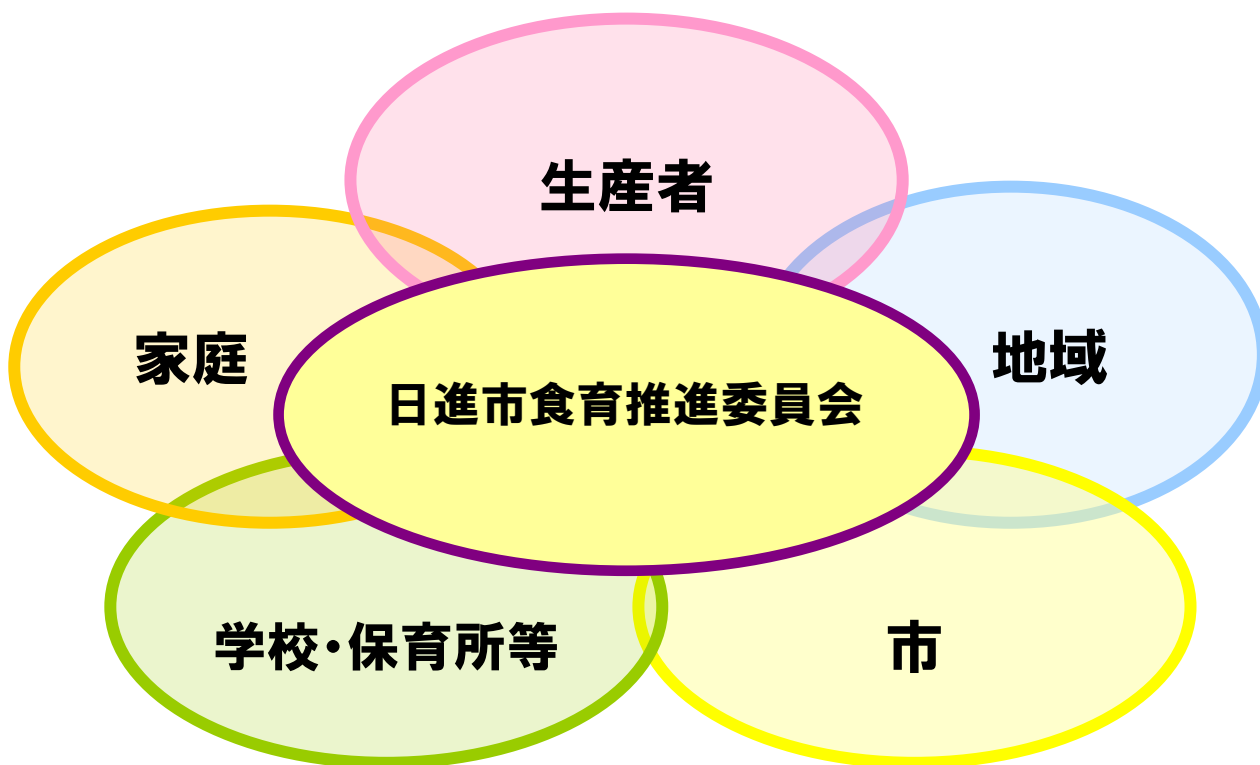 生産者
家庭
地域
日進市食育推進委員会
学校・保育所等
市